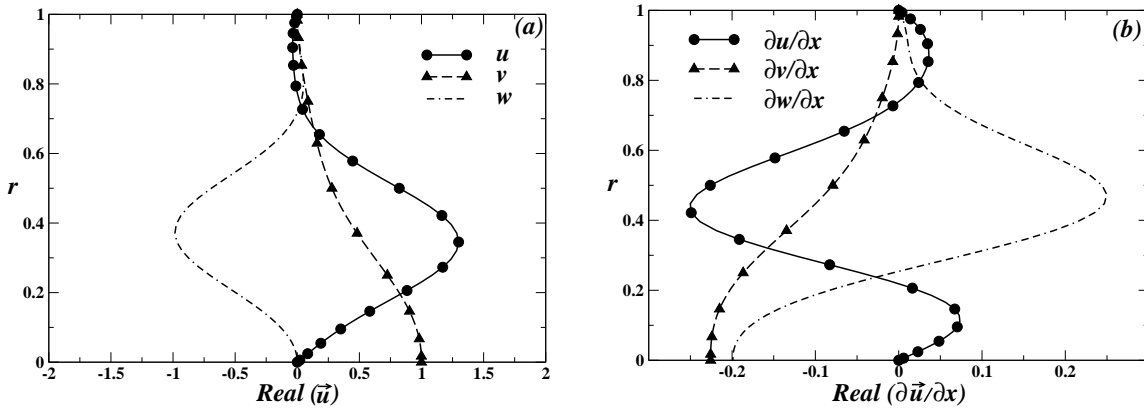 (a)
u
v
w
1
0.8
0.6
0.4
0.2
0
r
-2 -1.5 -1 -0.5 0 0.5 1 1.5 2
Real (u⃗)
(b)
∂u/∂x
∂v/∂x
∂w/∂x
1
0.8
0.6
0.4
0.2
0
r
-0.2 -0.1 0 0.1 0.2
Real (∂u⃗/∂x)